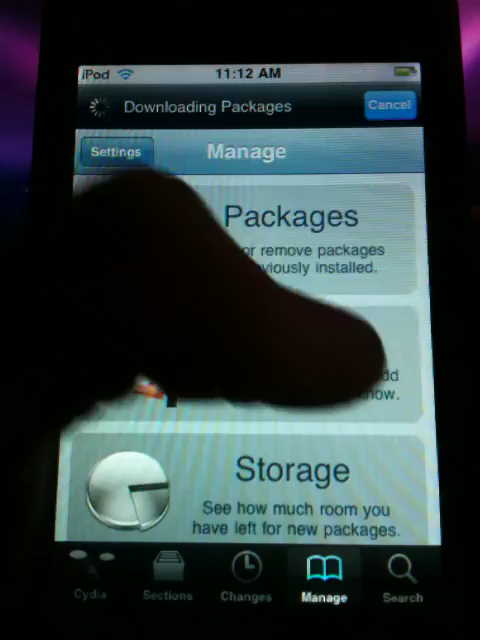 iPod 11:12 AM
Downloading Packages Cancel
Settings Manage
Packages
or remove packages
viously installed.
dd
now.
Storage
See how much room you
have left for new packages.
Cydia Sections Changes Manage Search